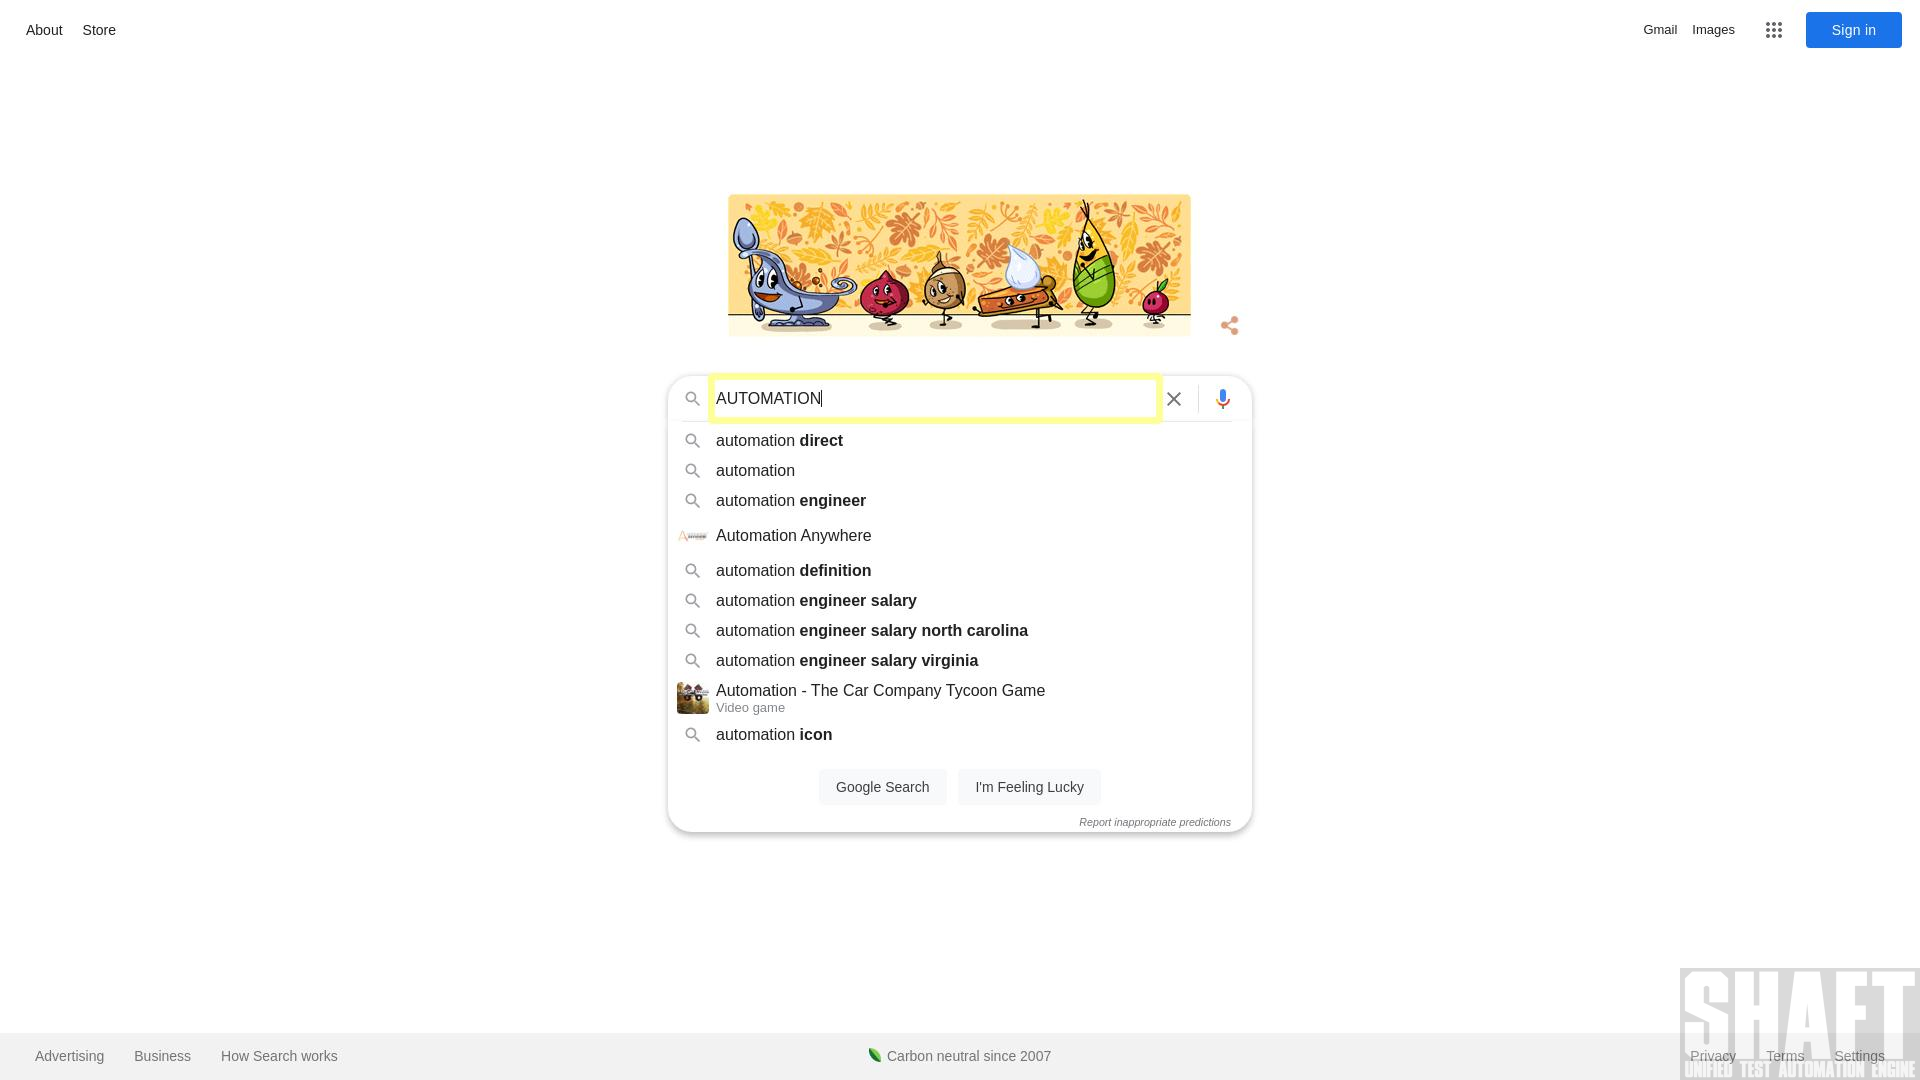 About Store
Gmail Images Sign in
AUTOMATION
automation direct
automation
automation engineer
Automation Anywhere
automation definition
automation engineer salary
automation engineer salary north carolina
automation engineer salary virginia
Automation - The Car Company Tycoon Game
Video game
automation icon
Google Search I'm Feeling Lucky
Report inappropriate predictions
SHAFT
Advertising Business How Search works Carbon neutral since 2007 Privacy Terms Settings
UNIFIED TEST AUTOMATION ENGINE